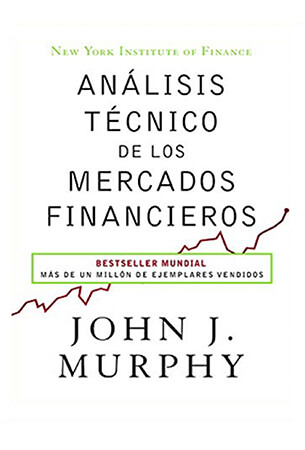 New York Institute of Finance
ANÁLISIS
TÉCNICO
DE LOS
MERCADOS
FINANCIEROS
BESTSELLER MUNDIAL
MÁS DE UN MILLÓN DE EJEMPLARES VENDIDOS
JOHN J.
MURPHY